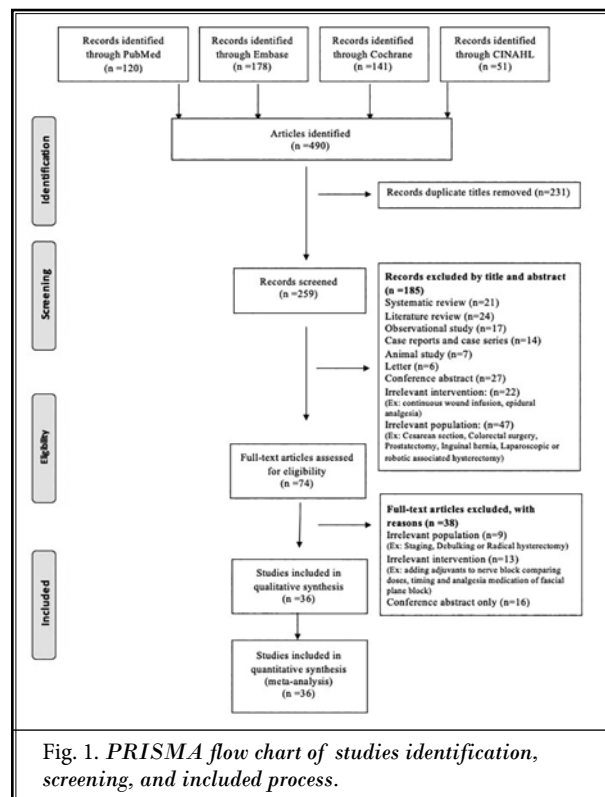 Records identified
through PubMed
(n =120)
Records identified
through Embase
(n =178)
Records identified
through Cochrane
(n =141)
Records identified
through CINAHL
(n =51)
Identification
Articles identified
(n =490)
Records duplicate titles removed (n=231)
Screening
Records screened
(n =259)
Records excluded by title and abstract
(n =185)
Systematic review (n=21)
Literature review (n=24)
Observational study (n=17)
Case reports and case series (n=14)
Animal study (n=7)
Letter (n=6)
Conference abstract (n=27)
Irrelevant intervention: (n=22)
(Ex: continuous wound infusion, epidural
analgesia)
Irrelevant population: (n=47)
(Ex: Cesarean section, Colorectal surgery,
Prostatectomy, Inguinal hernia, Laparoscopic or
robotic associated hysterectomy)
Eligibility
Full-text articles assessed
for eligibility
(n =74)
Full-text articles excluded, with
reasons (n =38)
Irrelevant population (n=9)
(Ex: Staging, Debulking or Radical hysterectomy)
Irrelevant intervention (n=13)
(Ex: adding adjuvants to nerve block comparing
doses, timing and analgesia medication of fascial
plane block)
Conference abstract only (n=16)
Included
Studies included in
qualitative synthesis
(n =36)
Studies included in
quantitative synthesis
(meta-analysis)
(n =36)
Fig. 1. PRISMA flow chart of studies identification,
screening, and included process.